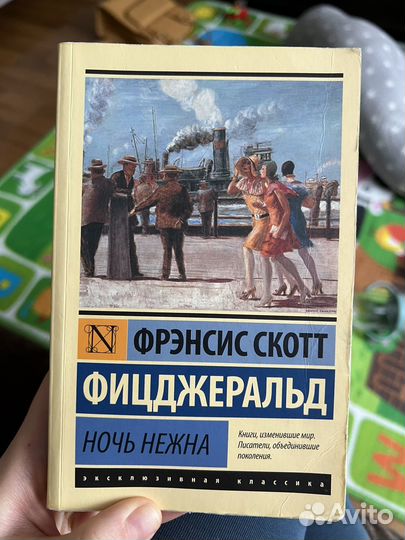 N
ФРЭНСИС СКОТТ
ФИЦДЖЕРАЛЬД
НОЧЬ НЕЖНА
Книги, изменившие мир.
Писатели, объединившие
поколения.
эксклюзивная классика
Avito